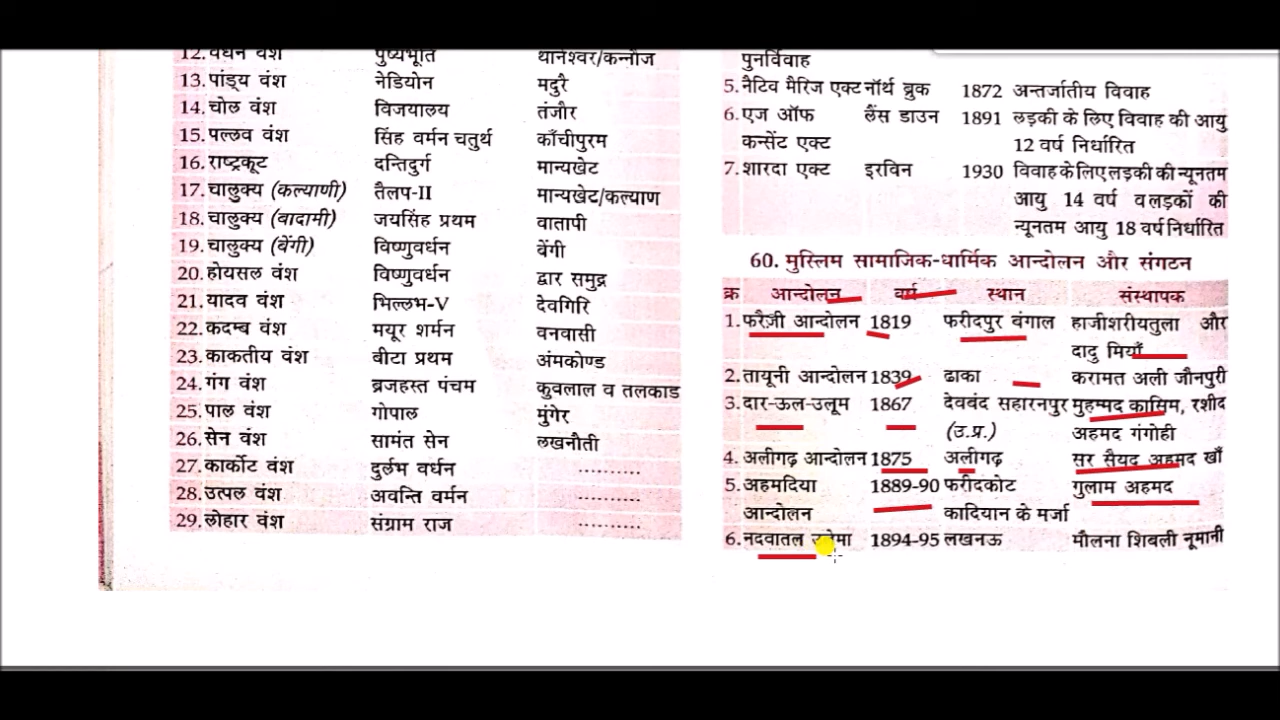 12. वर्धन वंश पुष्यभूति थानेश्वर/कन्नौज
13. पांड्य वंश नेडियोन मदुरै
14. चोल वंश विजयालय तंजौर
15. पल्लव वंश सिंह वर्मन चतुर्थ काँचीपुरम
16. राष्ट्रकूट दन्तिदुर्ग मान्यखेट
17. चालुक्य (कल्याणी) तैलप-II मान्यखेट/कल्याण
18. चालुक्य (बादामी) जयसिंह प्रथम वातापी
19. चालुक्य (बेंगी) विष्णुवर्धन बेंगी
20. होयसल वंश विष्णुवर्धन द्वार समुद्र
21. यादव वंश भिल्लभ-V देवगिरि
22. कदम्ब वंश मयूर शर्मन वनवासी
23. काकतीय वंश बीटा प्रथम अंमकोण्ड
24. गंग वंश ब्रजहस्त पंचम कुवलाल व तलकाड
25. पाल वंश गोपाल मुंगेर
26. सेन वंश सामंत सेन लखनौती
27. कार्कोट वंश दुर्लभ वर्धन ..........
28. उत्पल वंश अवन्ति वर्मन ..........
29. लोहार वंश संग्राम राज ..........
पुनर्विवाह
5. नैटिव मैरिज एक्ट नॉर्थ ब्रुक 1872 अन्तर्जातीय विवाह
6. एज ऑफ लैंस डाउन 1891 लड़की के लिए विवाह की आयु
कन्सेंट एक्ट 12 वर्ष निर्धारित
7. शारदा एक्ट इरविन 1930 विवाह के लिए लड़की की न्यूनतम
आयु 14 वर्ष व लड़कों की
न्यूनतम आयु 18 वर्ष निर्धारित
60. मुस्लिम सामाजिक-धार्मिक आन्दोलन और संगटन
क्र आन्दोलन वर्ष स्थान संस्थापक
1. फरैज़ी आन्दोलन 1819 फरीदपुर बंगाल हाजीशरीयतुला और
दादु मियाँ
2. तायूनी आन्दोलन 1839 ढाका करामत अली जौनपुरी
3. दार-ऊल-उलूम 1867 देवबंद सहारनपुर मुहम्मद कासिम, रशीद
(उ.प्र.) अहमद गंगोही
4. अलीगढ़ आन्दोलन 1875 अलीगढ़ सर सैयद अहमद खाँ
5. अहमदिया 1889-90 फरीदकोट गुलाम अहमद
आन्दोलन कादियान के मर्जा
6. नदवातल 1894-95 लखनऊ मौलना शिबली नूमानी